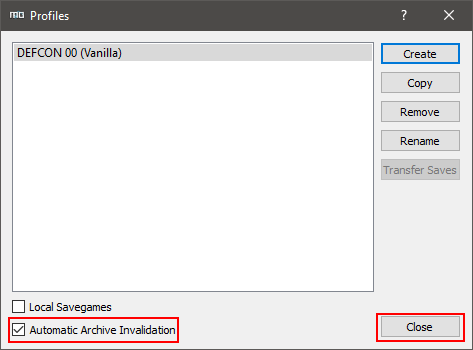 Profiles
DEFCON 00 (Vanilla)
Create
Copy
Remove
Rename
Transfer Saves
Local Savegames
Automatic Archive Invalidation
Close